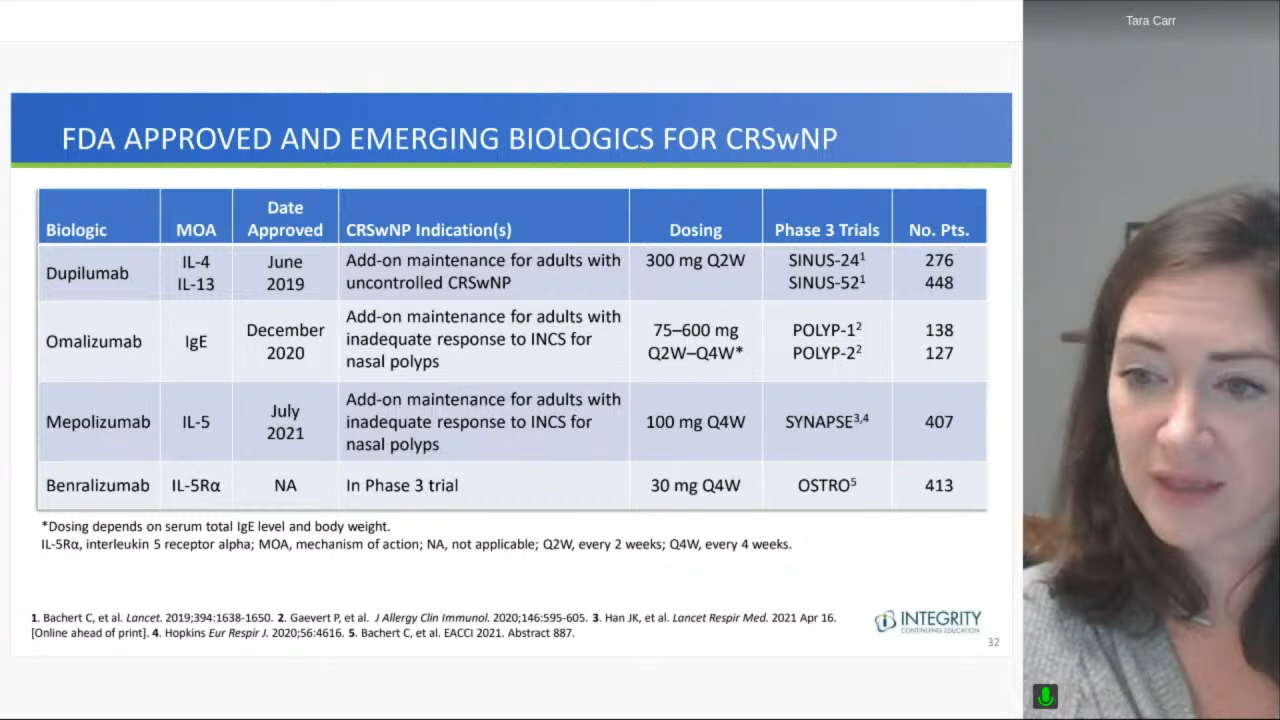 Tara Carr
FDA APPROVED AND EMERGING BIOLOGICS FOR CRSwNP
Biologic MOA Date Approved CRSwNP Indication(s) Dosing Phase 3 Trials No. Pts.
Dupilumab IL-4 IL-13 June 2019 Add-on maintenance for adults with uncontrolled CRSwNP 300 mg Q2W SINUS-24¹ SINUS-52¹ 276 448
Omalizumab IgE December 2020 Add-on maintenance for adults with inadequate response to INCS for nasal polyps 75–600 mg Q2W–Q4W* POLYP-1² POLYP-2² 138 127
Mepolizumab IL-5 July 2021 Add-on maintenance for adults with inadequate response to INCS for nasal polyps 100 mg Q4W SYNAPSE³,⁴ 407
Benralizumab IL-5Rα NA In Phase 3 trial 30 mg Q4W OSTRO⁵ 413
*Dosing depends on serum total IgE level and body weight.
IL-5Rα, interleukin 5 receptor alpha; MOA, mechanism of action; NA, not applicable; Q2W, every 2 weeks; Q4W, every 4 weeks.
1. Bachert C, et al. Lancet. 2019;394:1638-1650. 2. Gaevert P, et al. J Allergy Clin Immunol. 2020;146:595-605. 3. Han JK, et al. Lancet Respir Med. 2021 Apr 16.
[Online ahead of print]. 4. Hopkins Eur Respir J. 2020;56:4616. 5. Bachert C, et al. EACCI 2021. Abstract 887.
INTEGRITY
CONTINUING EDUCATION
32